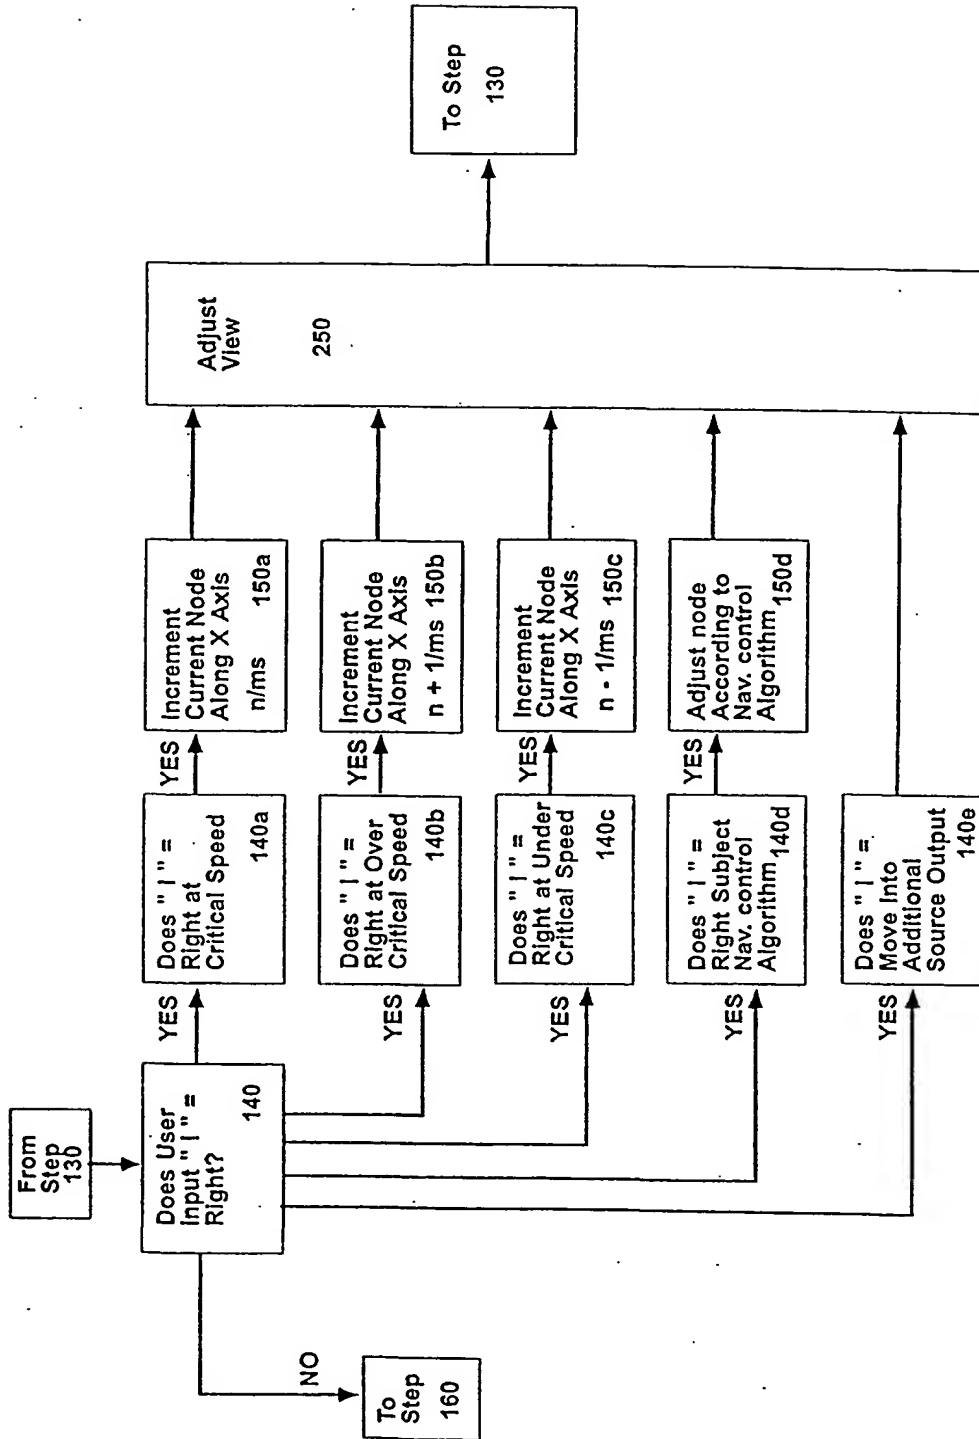 From
Step
130
Does User
Input " I " =
Right?
140
NO
To
Step
160
YES
Does " I " =
Right at
Critical Speed
140a
YES
Increment
Current Node
Along X Axis
n/ms 150a
YES
Does " I " =
Right at Over
Critical Speed
140b
YES
Increment
Current Node
Along X Axis
n + 1/ms 150b
YES
Does " I " =
Right at Under
Critical Speed
140c
YES
Increment
Current Node
Along X Axis
n - 1/ms 150c
YES
Does " I " =
Right Subject
Nav. control
Algorithm
140d
YES
Adjust node
According to
Nav. control
Algorithm
150d
YES
Does " I " =
Move Into
Additional
Source Output
140e
Adjust
View
250
To Step
130